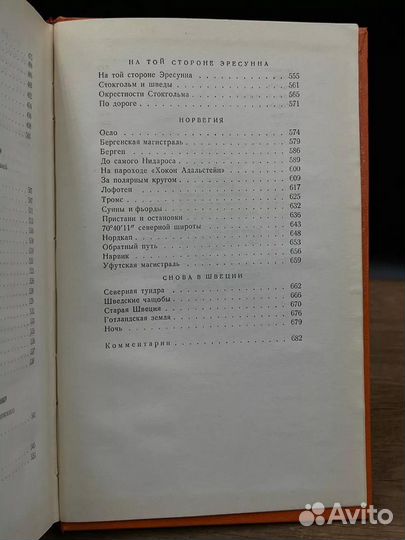 НА ТОЙ СТОРОНЕ ЭРЕСУННА
На той стороне Эресунна . . . . . 555
Стокгольм и шведы . . . . . 561
Окрестности Стокгольма . . . . . 565
По дороге . . . . . 571
НОРВЕГИЯ
Осло . . . . . 574
Бергенская магистраль . . . . . 579
Берген . . . . . 586
До самого Нидароса . . . . . 589
На пароходе «Хокон Адальстейн» . . . . . 600
За полярным кругом . . . . . 609
Лофотен . . . . . 617
Тромс . . . . . 625
Сунны и фьорды . . . . . 632
Пристани и остановки . . . . . 636
70°40′11″ северной широты . . . . . 643
Нордкап . . . . . 648
Обратный путь . . . . . 653
Нарвик . . . . . 656
Уфутская магистраль . . . . . 659
СНОВА В ШВЕЦИИ
Северная тундра . . . . . 662
Шведские чащобы . . . . . 666
Старая Швеция . . . . . 670
Готландская земля . . . . . 676
Ночь . . . . . 679
Комментарии . . . . . 682
Avito